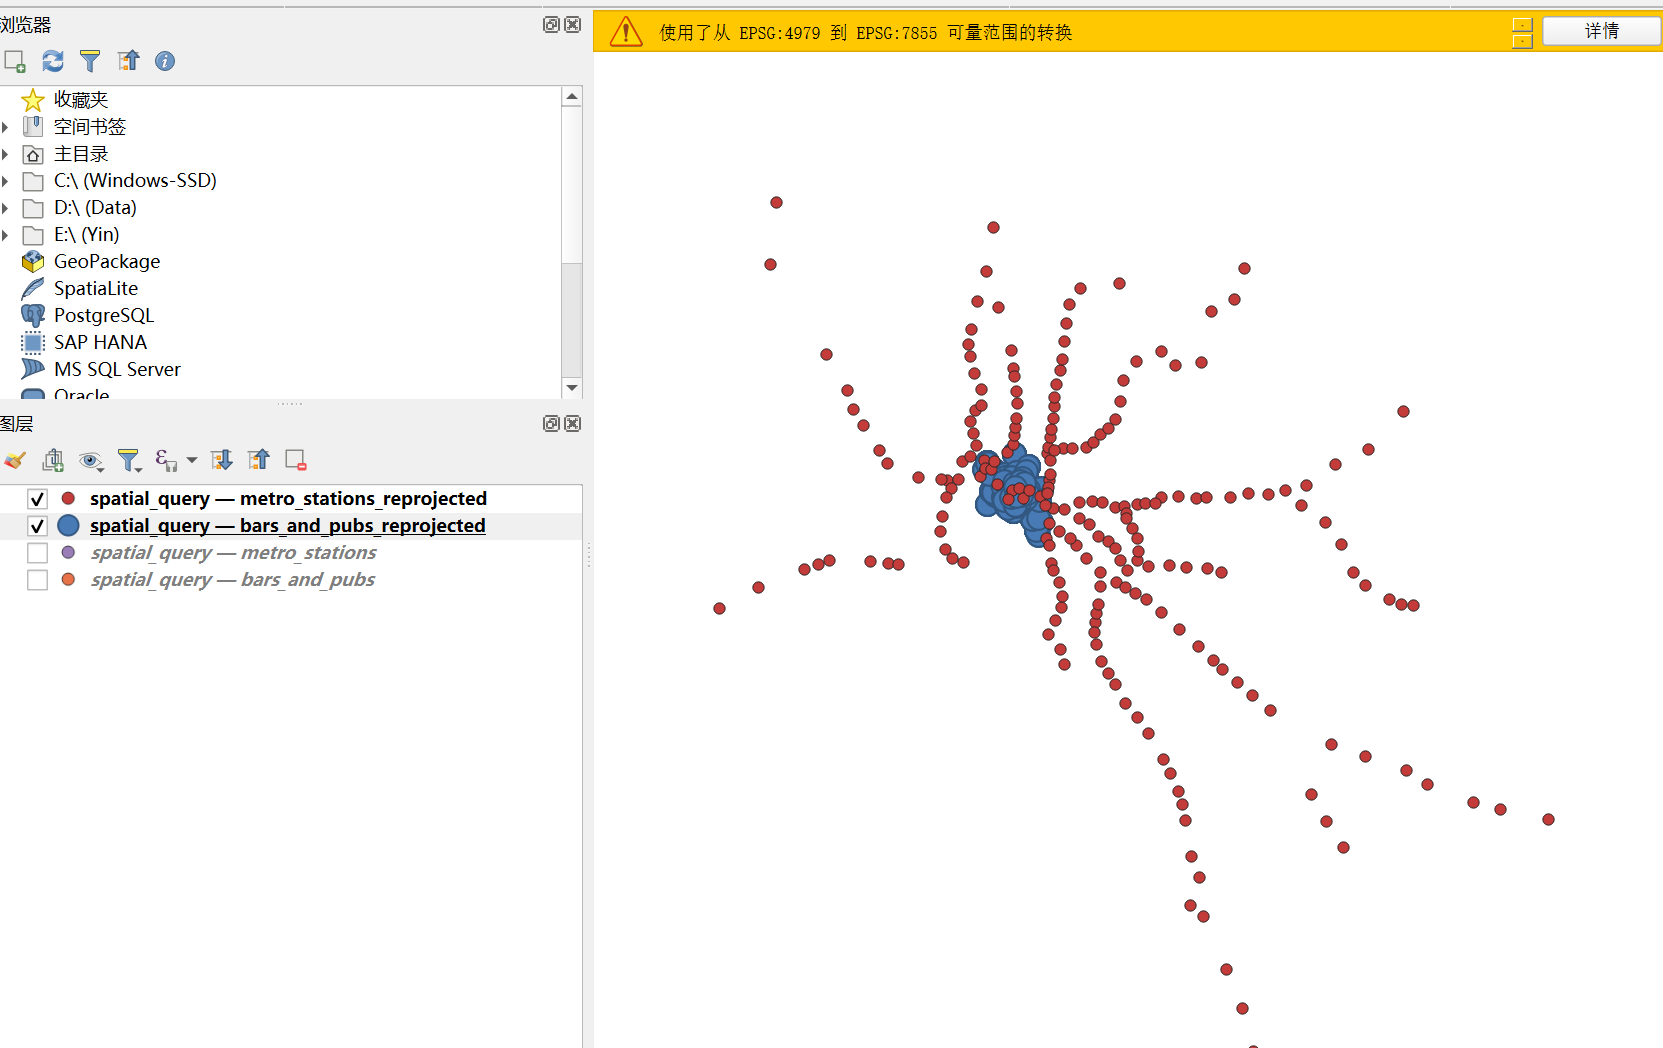 浏览器
收藏夹
空间书签
主目录
C:\ (Windows-SSD)
D:\ (Data)
E:\ (Yin)
GeoPackage
SpatiaLite
PostgreSQL
SAP HANA
MS SQL Server
Oracle
图层
spatial_query — metro_stations_reprojected
spatial_query — bars_and_pubs_reprojected
spatial_query — metro_stations
spatial_query — bars_and_pubs
使用了从 EPSG:4979 到 EPSG:7855 可量范围的转换
详情